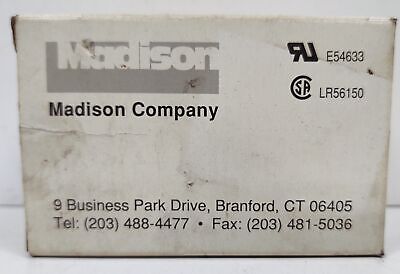 Madison
Madison Company
E54633
LR56150
9 Business Park Drive, Branford, CT 06405
Tel: (203) 488-4477 • Fax: (203) 481-5036